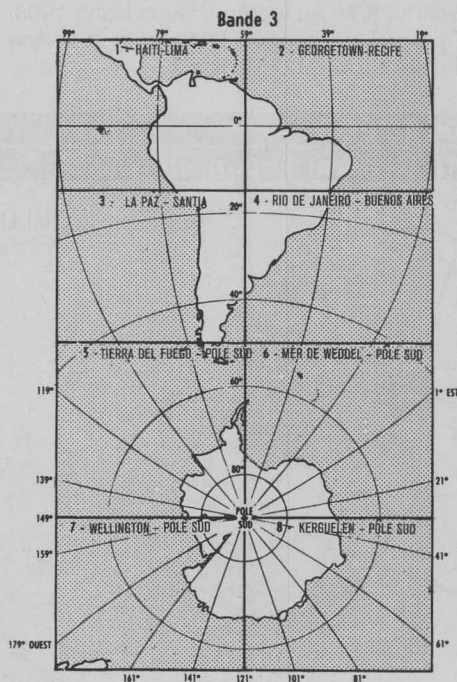 Bande 3
99° 79° 59° 39° 19°
1 - HAITI-LIMA 2 - GEORGETOWN-RECIFE
0°
3 - LA PAZ - SANTIA 4 - RIO DE JANEIRO - BUENOS AIRES
20°
40°
5 - TIERRA DEL FUEGO - POLE SUD 6 - MER DE WEDDEL - POLE SUD
60°
119° 1° EST
80°
139° 21°
POLE
149°
SUD
7 - WELLINGTON - POLE SUD 8 - KERGUELEN - POLE SUD
159° 41°
179° OUEST 61°
161° 141° 121° 101° 81°